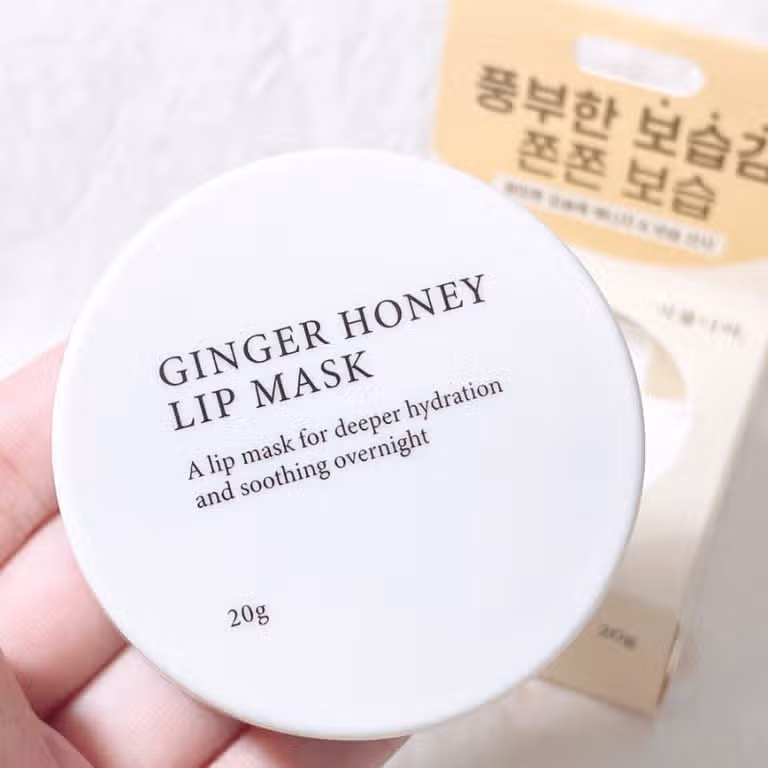 풍부한 보습감
쫀쫀 보습
GINGER HONEY
LIP MASK
A lip mask for deeper hydration
and soothing overnight
20g
20g